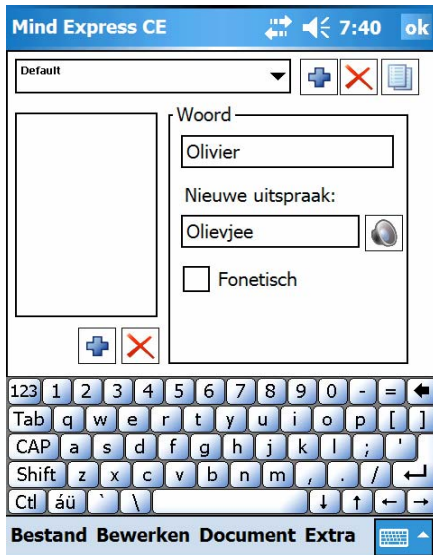 Mind Express CE 7:40 ok
Default
Woord
Olivier
Nieuwe uitspraak:
Olievjee
Fonetisch
123 1 2 3 4 5 6 7 8 9 0 - =
Tab q w e r t y u i o p [ ]
CAP a s d f g h j k l ; '
Shift z x c v b n m , . /
Ctl áü ` \
Bestand Bewerken Document Extra